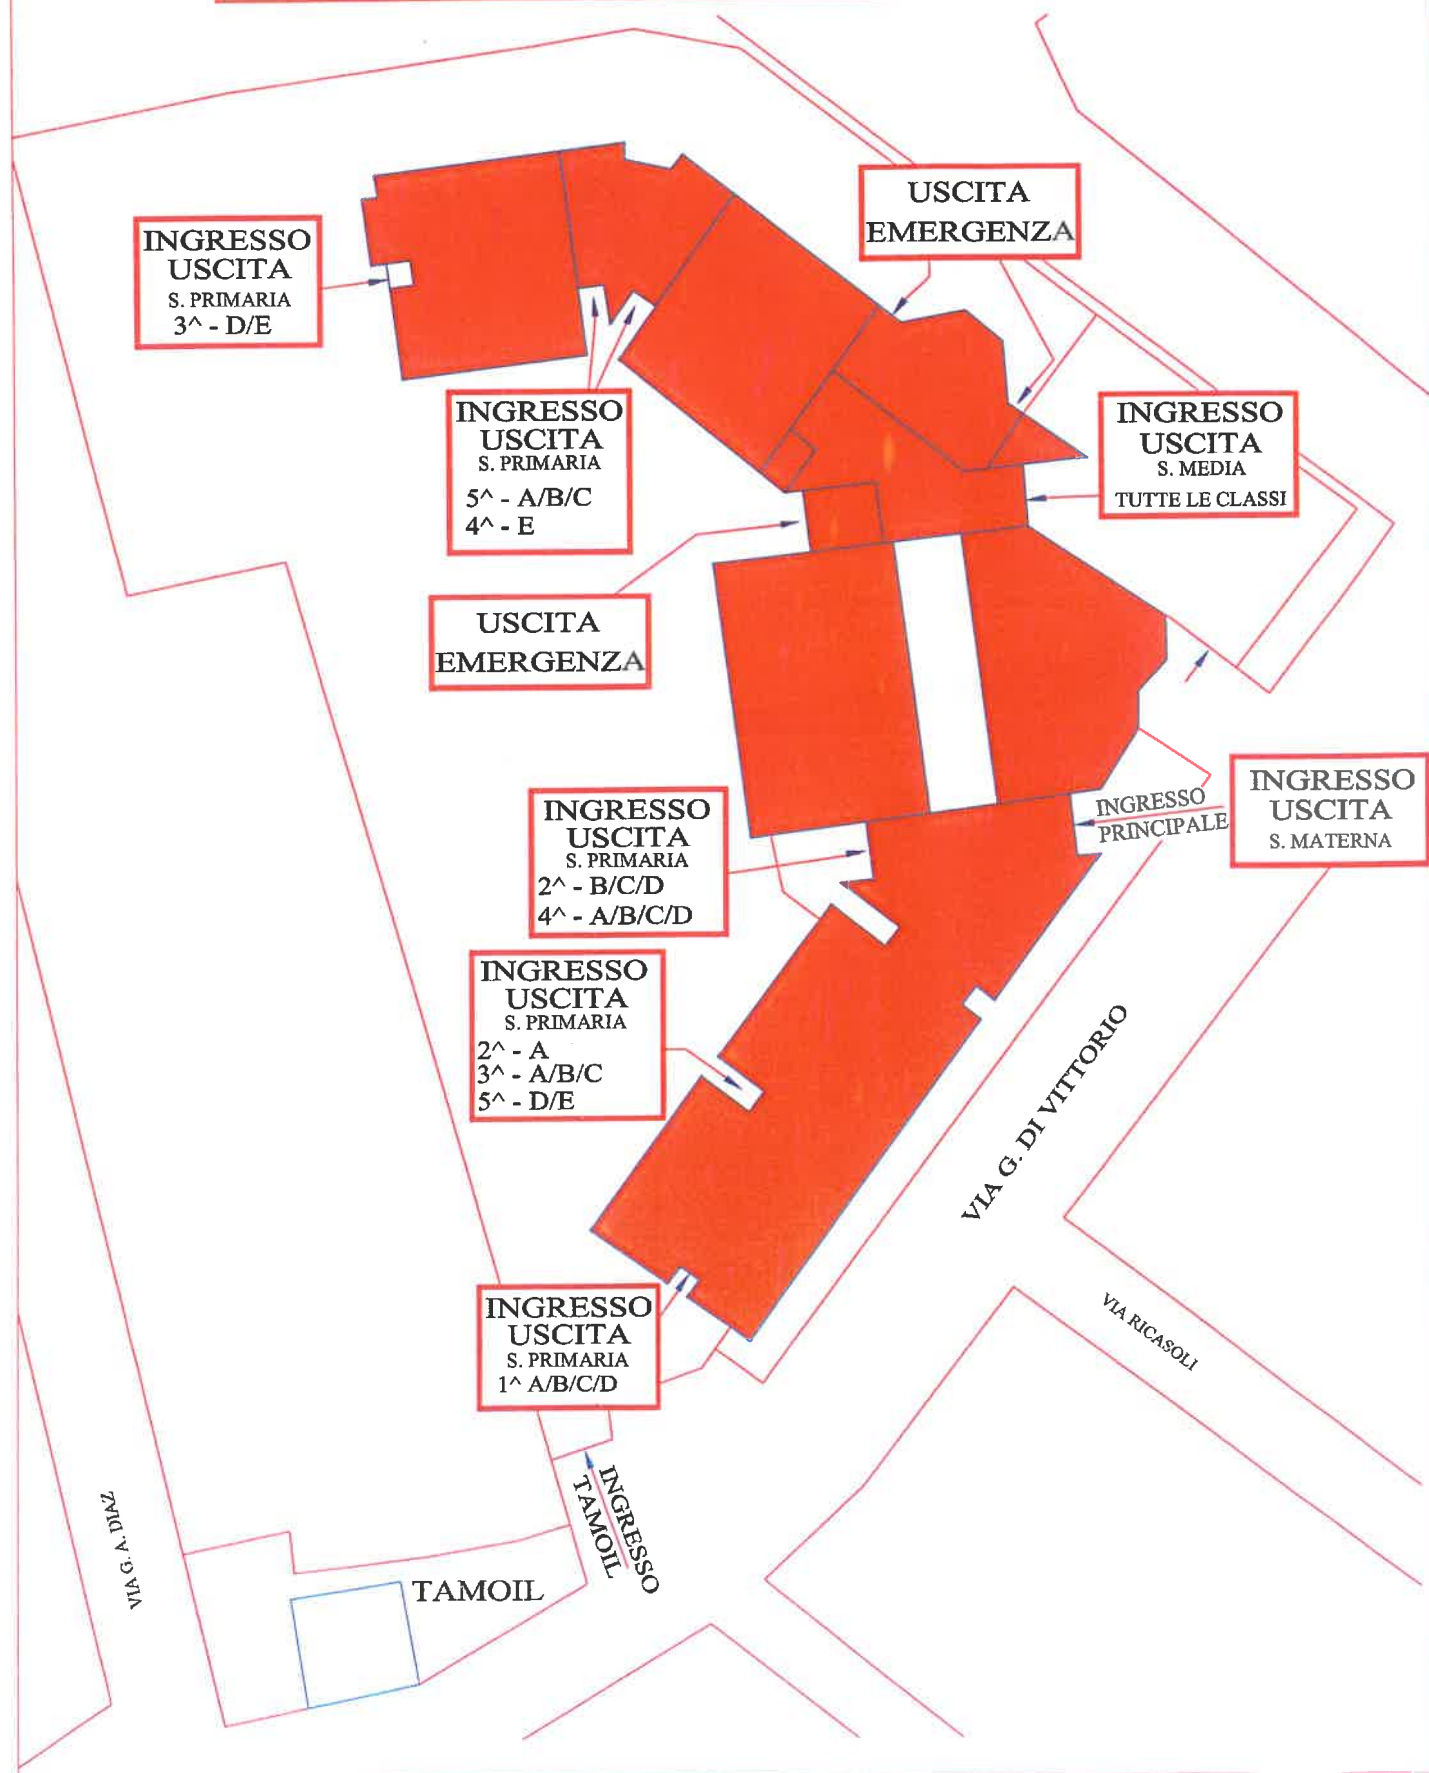 USCITA
EMERGENZA
INGRESSO
USCITA
S. PRIMARIA
3^ - D/E
INGRESSO
USCITA
S. PRIMARIA
5^ - A/B/C
4^ - E
INGRESSO
USCITA
S. MEDIA
TUTTE LE CLASSI
USCITA
EMERGENZA
INGRESSO
PRINCIPALE
INGRESSO
USCITA
S. MATERNA
INGRESSO
USCITA
S. PRIMARIA
2^ - B/C/D
4^ - A/B/C/D
INGRESSO
USCITA
S. PRIMARIA
2^ - A
3^ - A/B/C
5^ - D/E
VIA G. DI VITTORIO
INGRESSO
USCITA
S. PRIMARIA
1^ A/B/C/D
VIA RICASOLI
INGRESSO
TAMOIL
VIA G. A. DIAZ
TAMOIL